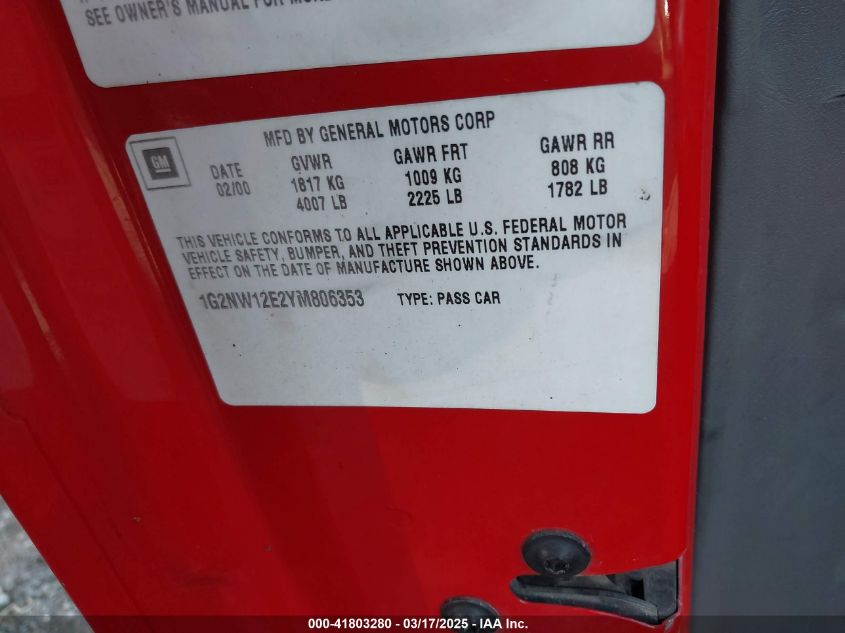 SEE OWNER'S MANUAL FOR MORE
MFD BY GENERAL MOTORS CORP
GM
DATE GVWR GAWR FRT GAWR RR
02/00 1817 KG 1009 KG 808 KG
4007 LB 2225 LB 1782 LB
THIS VEHICLE CONFORMS TO ALL APPLICABLE U.S. FEDERAL MOTOR
VEHICLE SAFETY, BUMPER, AND THEFT PREVENTION STANDARDS IN
EFFECT ON THE DATE OF MANUFACTURE SHOWN ABOVE.
1G2NW12E2YM806353 TYPE: PASS CAR
000-41803280 - 03/17/2025 - IAA Inc.